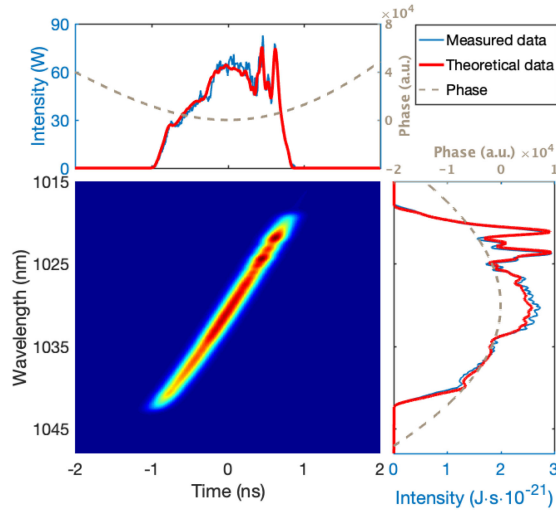 90
60
30
0
Intensity (W)
×10⁴
8
4
0
−2
Phase (a.u.)
Measured data
Theoretical data
Phase
Phase (a.u.) ×10⁴
−2 −1 0 1
1015
1025
1035
1045
Wavelength (nm)
-2 -1 0 1 2
Time (ns)
0 1 2 3
Intensity (J·s·10⁻²¹)